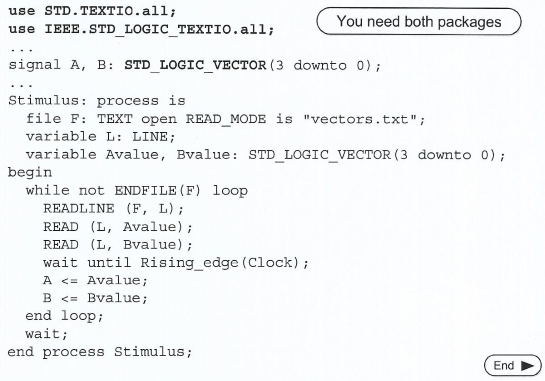 use STD.TEXTIO.all;
You need both packages
use IEEE.STD_LOGIC_TEXTIO.all;
...
signal A, B: STD_LOGIC_VECTOR(3 downto 0);
...
Stimulus: process is
file F: TEXT open READ_MODE is "vectors.txt";
variable L: LINE;
variable Avalue, Bvalue: STD_LOGIC_VECTOR(3 downto 0);
begin
while not ENDFILE(F) loop
READLINE (F, L);
READ (L, Avalue);
READ (L, Bvalue);
wait until Rising_edge(Clock);
A <= Avalue;
B <= Bvalue;
end loop;
wait;
end process Stimulus;
End ▶